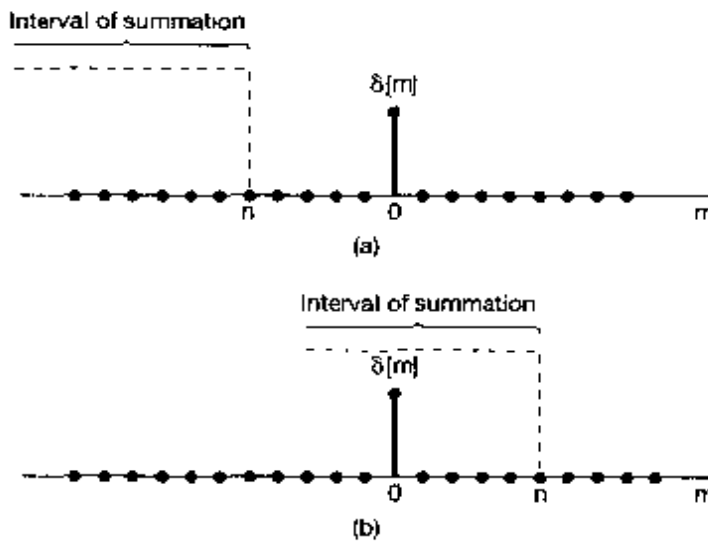 Interval of summation
δ[m]
n 0 m
(a)
Interval of summation
δ[m]
0 n m
(b)